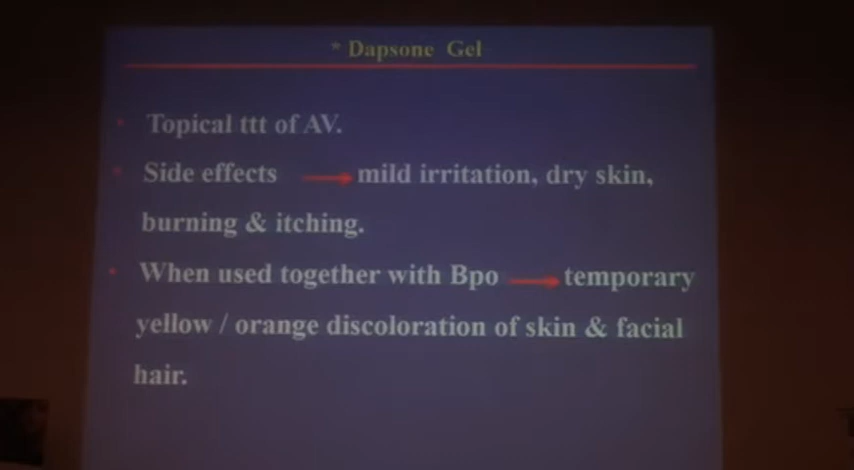 * Dapsone Gel
• Topical ttt of AV.
• Side effects → mild irritation, dry skin,
burning & itching.
• When used together with Bpo → temporary
yellow / orange discoloration of skin & facial
hair.